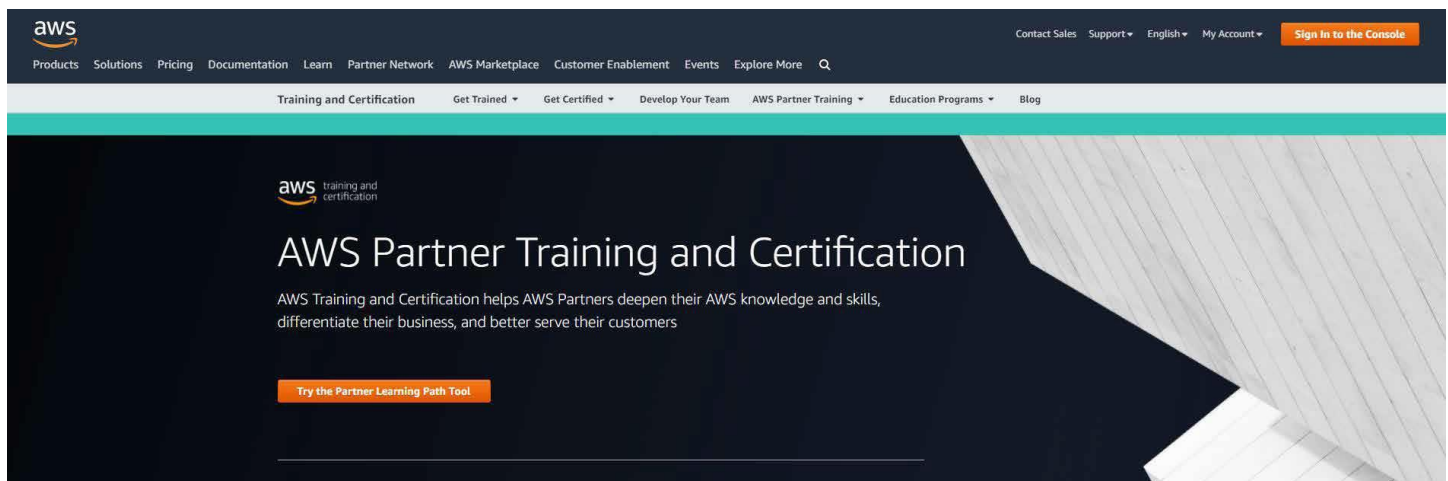 aws
Contact Sales Support English My Account Sign In to the Console
Products Solutions Pricing Documentation Learn Partner Network AWS Marketplace Customer Enablement Events Explore More
Training and Certification Get Trained Get Certified Develop Your Team AWS Partner Training Education Programs Blog
aws training and
certification
AWS Partner Training and Certification
AWS Training and Certification helps AWS Partners deepen their AWS knowledge and skills,
differentiate their business, and better serve their customers
Try the Partner Learning Path Tool